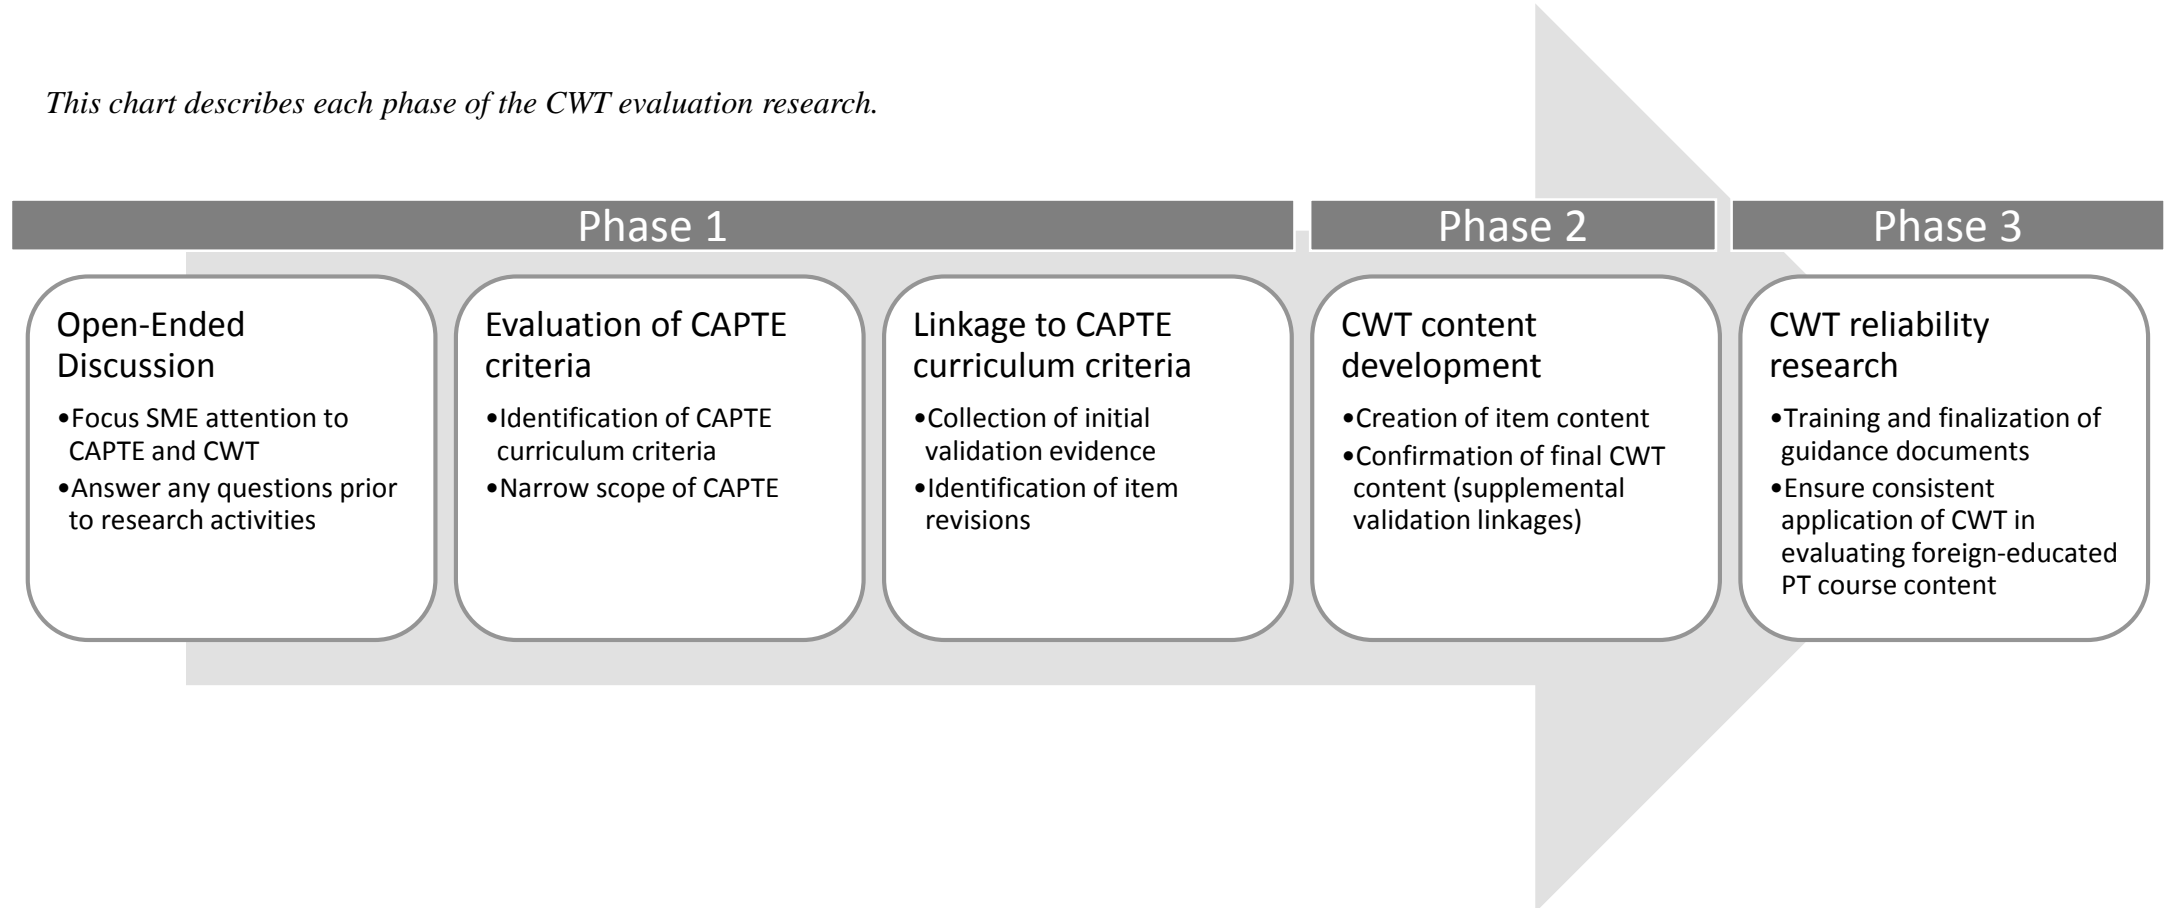 This chart describes each phase of the CWT evaluation research.
Phase 1
Phase 2
Phase 3
Open-Ended
Discussion
•Focus SME attention to
CAPTE and CWT
•Answer any questions prior
to research activities
Evaluation of CAPTE
criteria
•Identification of CAPTE
curriculum criteria
•Narrow scope of CAPTE
Linkage to CAPTE
curriculum criteria
•Collection of initial
validation evidence
•Identification of item
revisions
CWT content
development
•Creation of item content
•Confirmation of final CWT
content (supplemental
validation linkages)
CWT reliability
research
•Training and finalization of
guidance documents
•Ensure consistent
application of CWT in
evaluating foreign-educated
PT course content